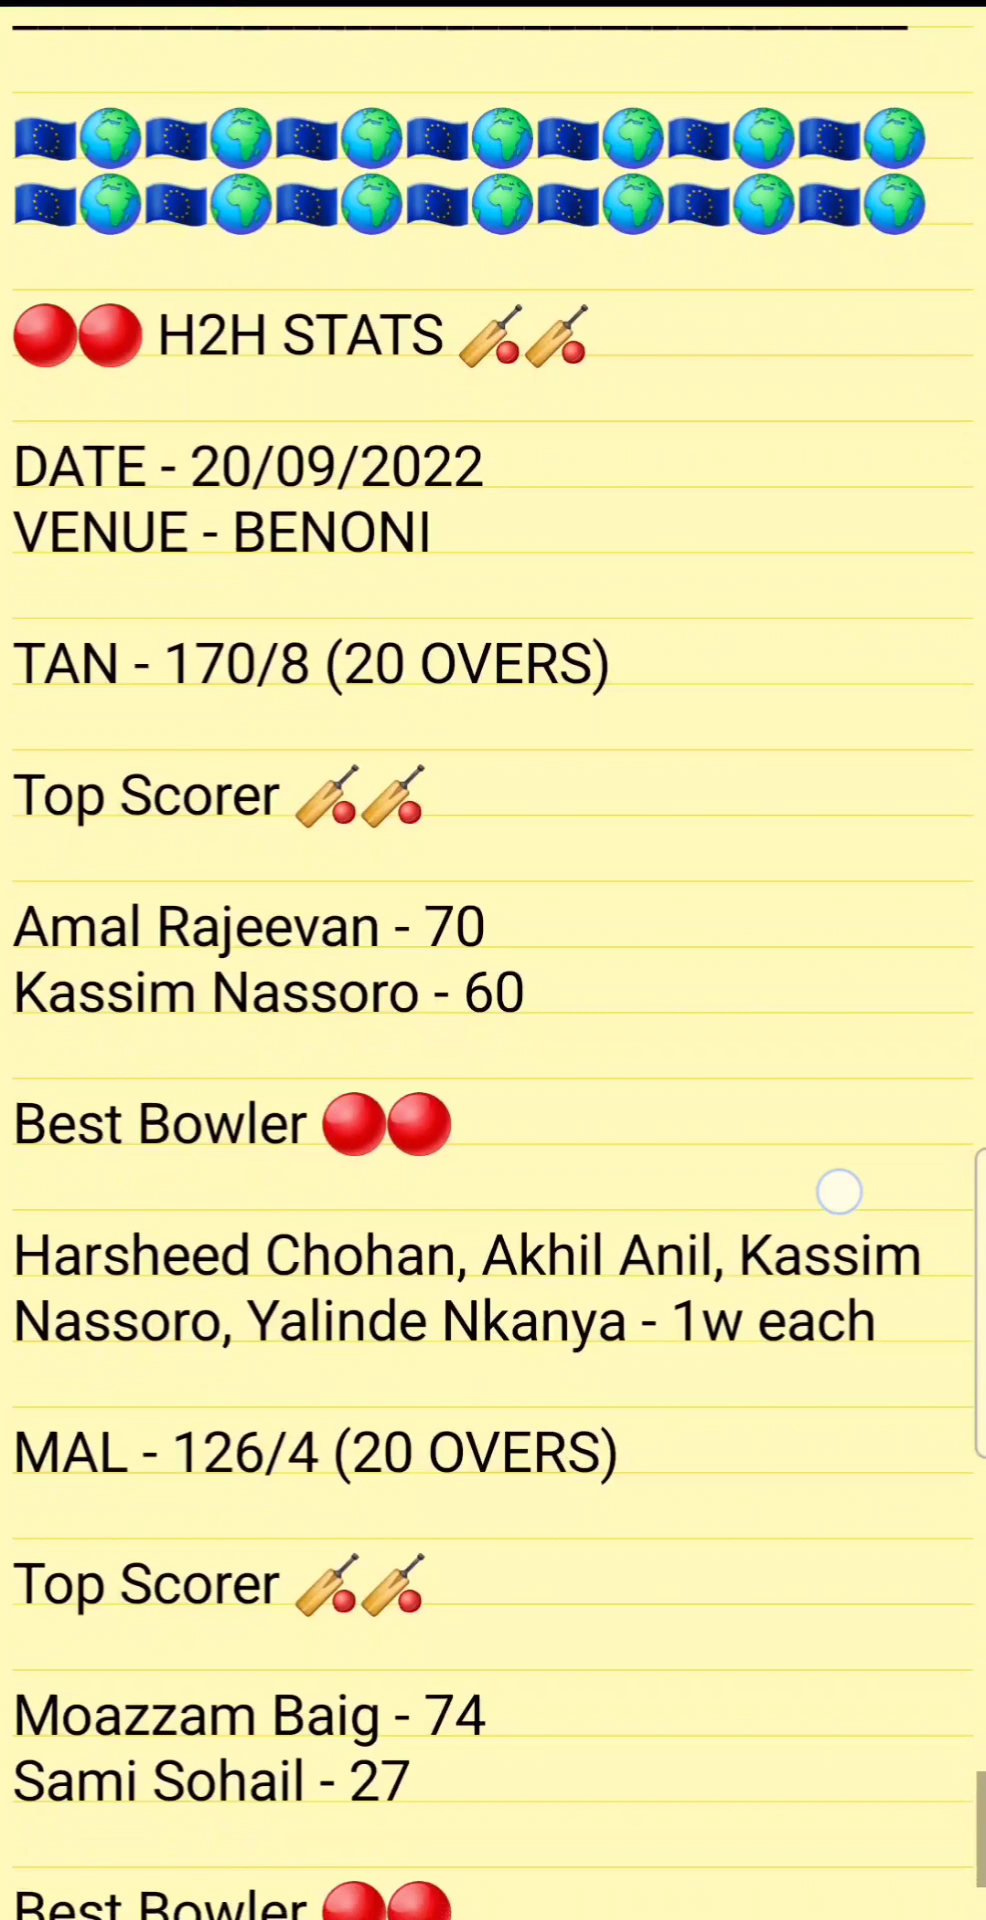 🇪🇺🌍🇪🇺🌍🇪🇺🌍🇪🇺🌍🇪🇺🌍🇪🇺🌍🇪🇺🌍
🇪🇺🌍🇪🇺🌍🇪🇺🌍🇪🇺🌍🇪🇺🌍🇪🇺🌍🇪🇺🌍
🔴🔴 H2H STATS 🏏🏏
DATE - 20/09/2022
VENUE - BENONI
TAN - 170/8 (20 OVERS)
Top Scorer 🏏🏏
Amal Rajeevan - 70
Kassim Nassoro - 60
Best Bowler 🔴🔴
Harsheed Chohan, Akhil Anil, Kassim
Nassoro, Yalinde Nkanya - 1w each
MAL - 126/4 (20 OVERS)
Top Scorer 🏏🏏
Moazzam Baig - 74
Sami Sohail - 27
Best Bowler 🔴🔴